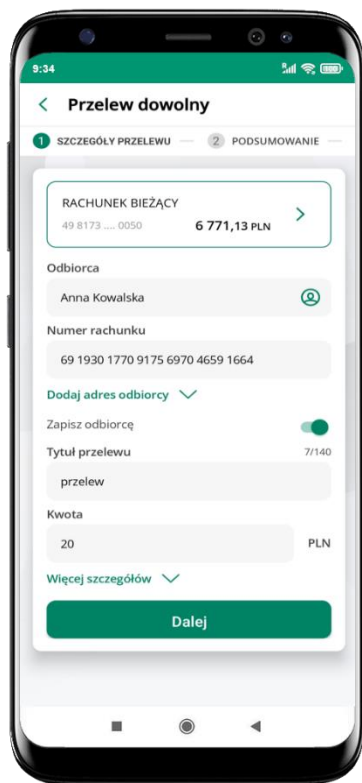 9:34
Przelew dowolny
1 SZCZEGÓŁY PRZELEWU 2 PODSUMOWANIE
RACHUNEK BIEŻĄCY
49 8173 .... 0050 6 771,13 PLN
Odbiorca
Anna Kowalska
Numer rachunku
69 1930 1770 9175 6970 4659 1664
Dodaj adres odbiorcy
Zapisz odbiorcę
Tytuł przelewu 7/140
przelew
Kwota
20 PLN
Więcej szczegółów
Dalej